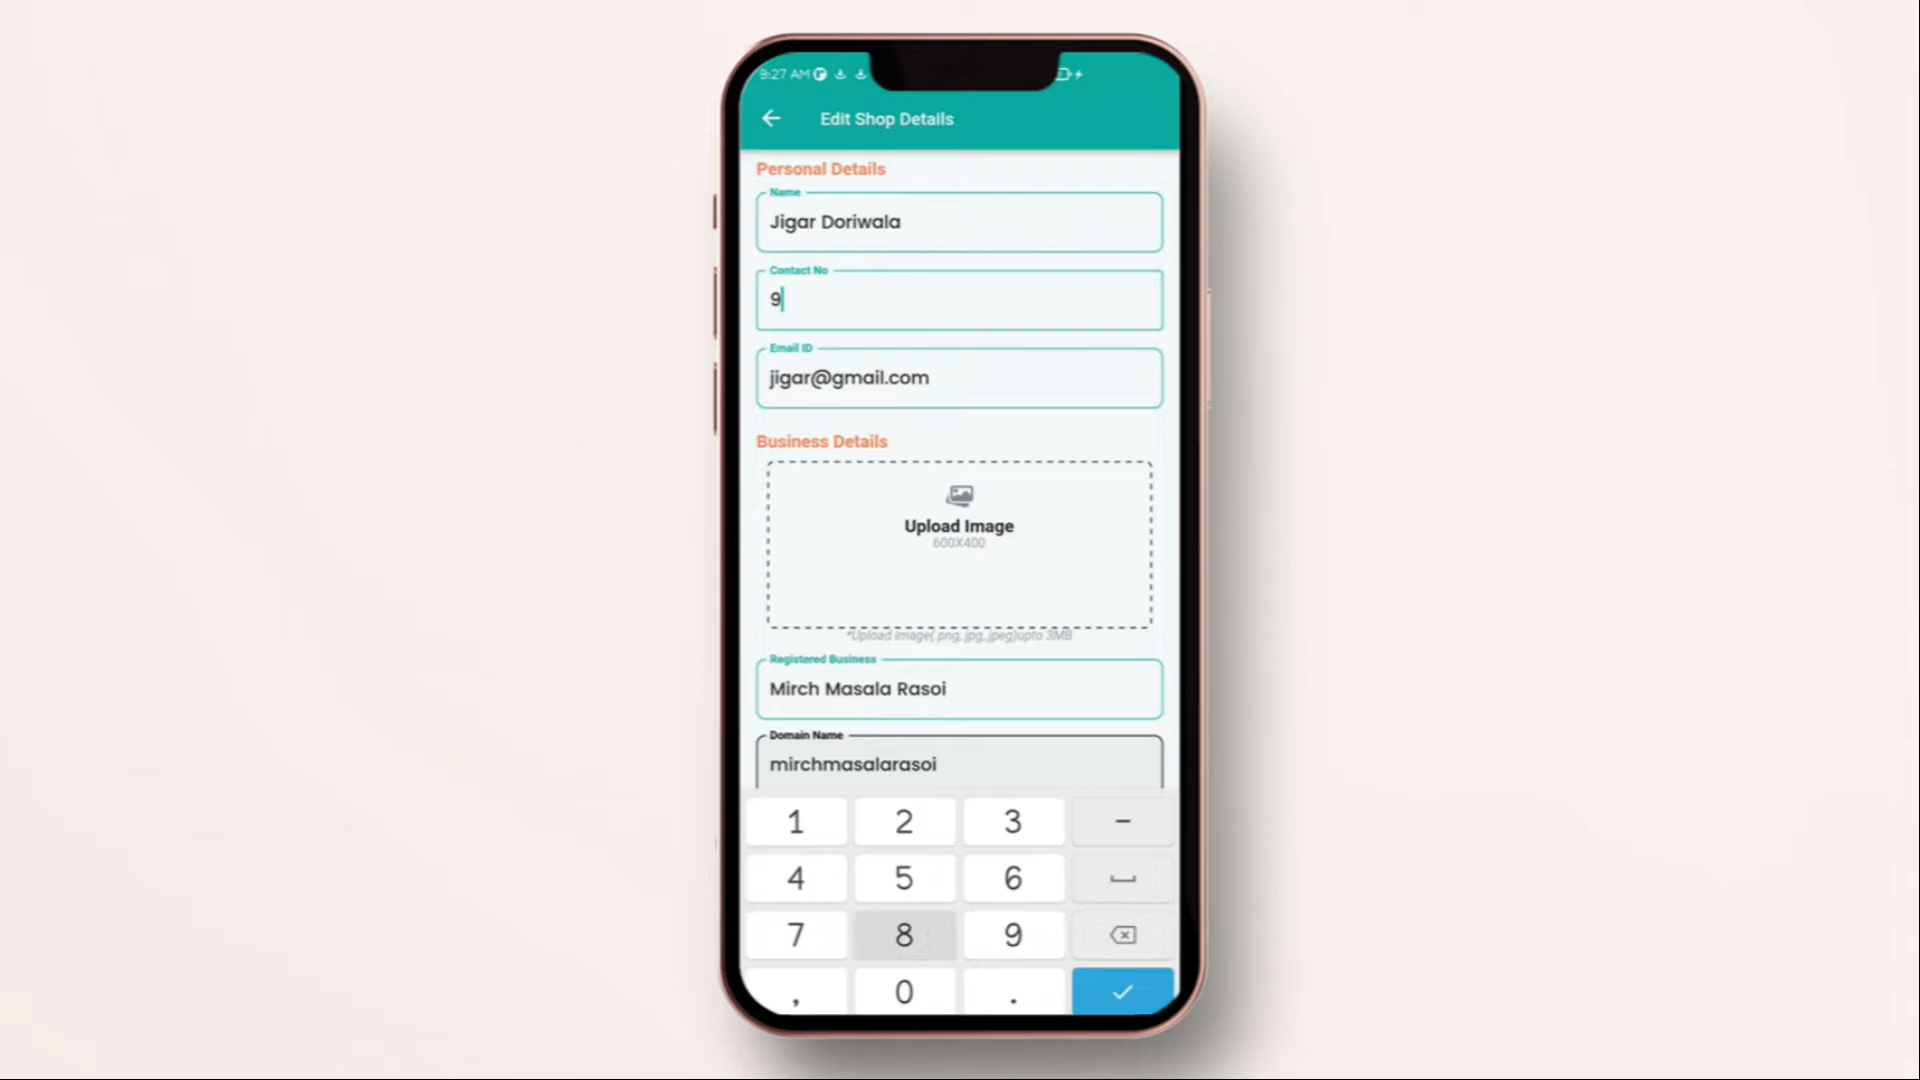 9:27 AM
Edit Shop Details
Personal Details
Name
Jigar Doriwala
Contact No
9
Email ID
jigar@gmail.com
Business Details
Upload Image
600X400
*Upload image(.png,.jpg,.jpeg)upto 3MB
Registered Business
Mirch Masala Rasoi
Domain Name
mirchmasalarasoi
1 2 3 -
4 5 6
7 8 9
, 0 .